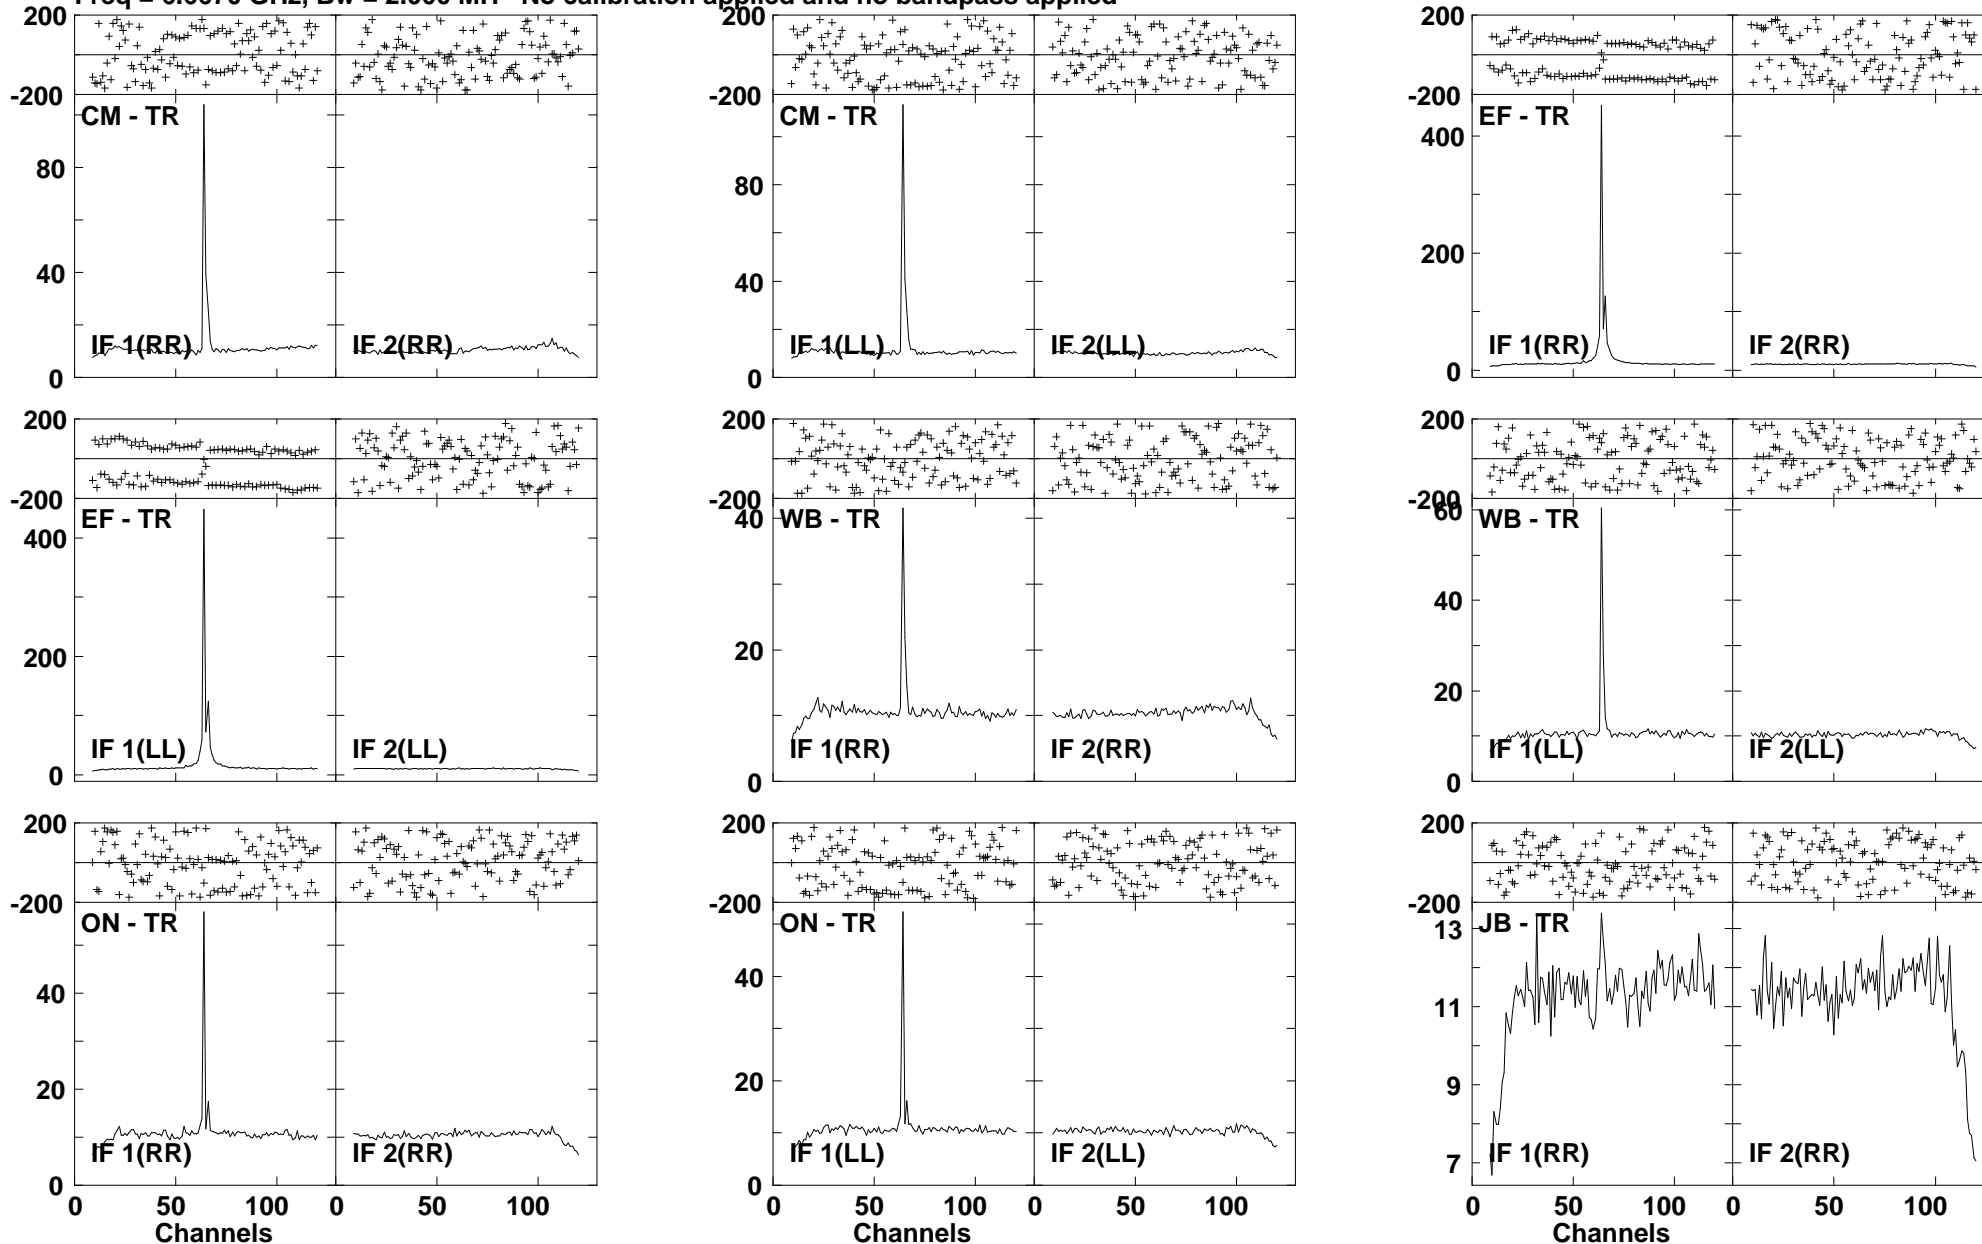 No calibration applied and no bandpass applied
200 200 200
-200 -200 -200
CM - TR CM - TR EF - TR
400
80 80
200
40 40
IF 1(RR) IF 2(RR) IF 1(LL) IF 2(LL) IF 1(RR) IF 2(RR)
0 0 0
200 200 200
-200 -200 -200
EF - TR WB - TR WB - TR
40 60
400
40
200 20
20
IF 1(LL) IF 2(LL) IF 1(RR) IF 2(RR) IF 1(LL) IF 2(LL)
0 0 0
200 200 200
-200 -200 -200
ON - TR ON - TR JB - TR
13
40 40
11
20 20 9
IF 1(RR) IF 2(RR) IF 1(LL) IF 2(LL) IF 1(RR) IF 2(RR)
7
0 0
0 50 100 0 50 100 0 50 100 0 50 100 0 50 100 0 50 100
Channels Channels Channels